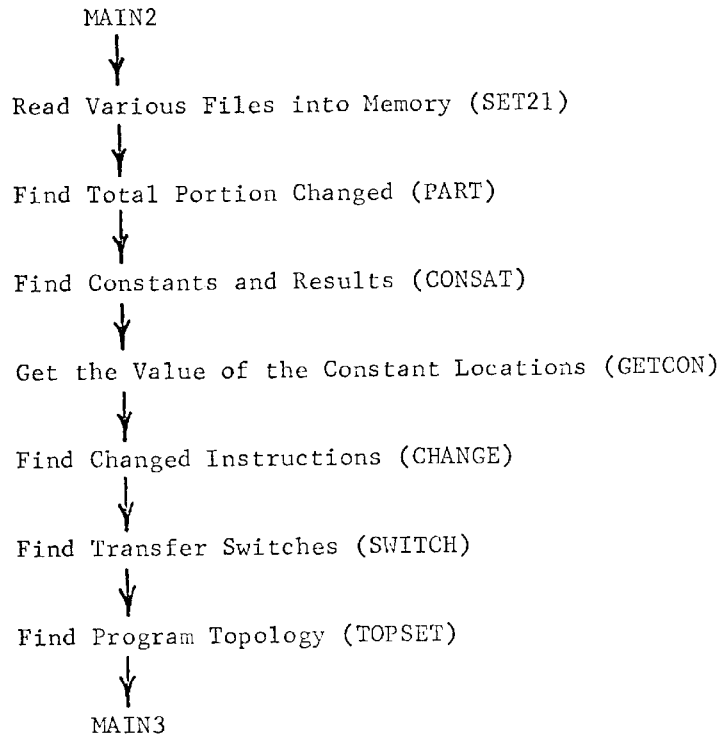 MAIN2
Read Various Files into Memory (SET21)
Find Total Portion Changed (PART)
Find Constants and Results (CONSAT)
Get the Value of the Constant Locations (GETCON)
Find Changed Instructions (CHANGE)
Find Transfer Switches (SWITCH)
Find Program Topology (TOPSET)
MAIN3